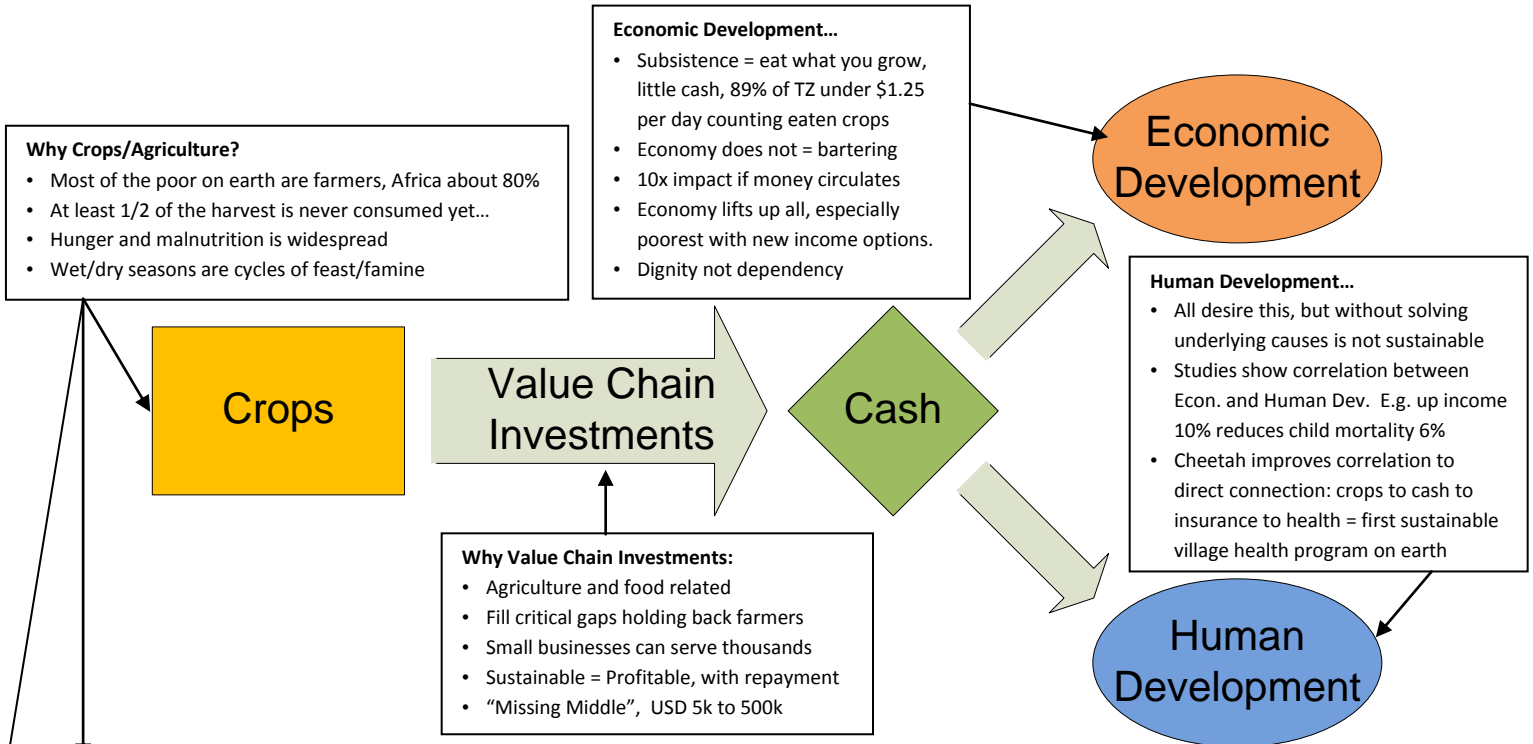 Economic Development…
• Subsistence = eat what you grow,
little cash, 89% of TZ under $1.25
per day counting eaten crops
• Economy does not = bartering
• 10x impact if money circulates
• Economy lifts up all, especially
poorest with new income options.
• Dignity not dependency
Economic
Development
Why Crops/Agriculture?
• Most of the poor on earth are farmers, Africa about 80%
• At least 1/2 of the harvest is never consumed yet…
• Hunger and malnutrition is widespread
• Wet/dry seasons are cycles of feast/famine
Crops
Value Chain
Investments
Cash
Human Development…
• All desire this, but without solving
underlying causes is not sustainable
• Studies show correlation between
Econ. and Human Dev.  E.g. up income
10% reduces child mortality 6%
• Cheetah improves correlation to
direct connection: crops to cash to
insurance to health = first sustainable
village health program on earth
Why Value Chain Investments:
• Agriculture and food related
• Fill critical gaps holding back farmers
• Small businesses can serve thousands
• Sustainable = Profitable, with repayment
• “Missing Middle”,  USD 5k to 500k
Human
Development